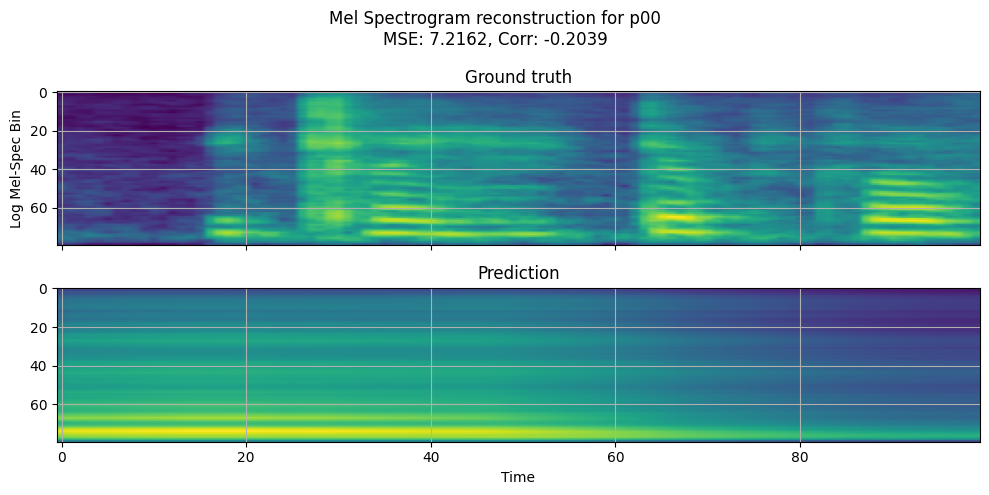 Mel Spectrogram reconstruction for p00
MSE: 7.2162, Corr: -0.2039
Ground truth
Log Mel-Spec Bin
0
20
40
60
Prediction
0
20
40
60
0 20 40 60 80
Time